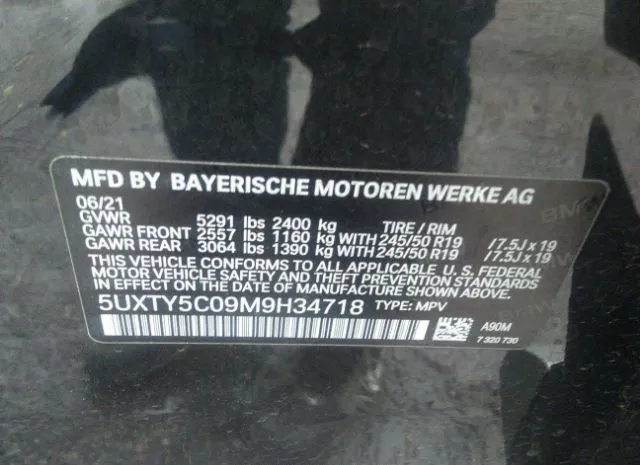 MFD BY BAYERISCHE MOTOREN WERKE AG
06/21
GVWR 5291 lbs 2400 kg TIRE / RIM
GAWR FRONT 2557 lbs 1160 kg WITH 245/50 R19 / 7.5J x 19
GAWR REAR 3064 lbs 1390 kg WITH 245/50 R19 / 7.5J x 19
THIS VEHICLE CONFORMS TO ALL APPLICABLE U.S. FEDERAL
MOTOR VEHICLE SAFETY AND THEFT PREVENTION STANDARDS
IN EFFECT ON THE DATE OF MANUFACTURE SHOWN ABOVE.
5UXTY5C09M9H34718 TYPE: MPV
A90M
7 320 730